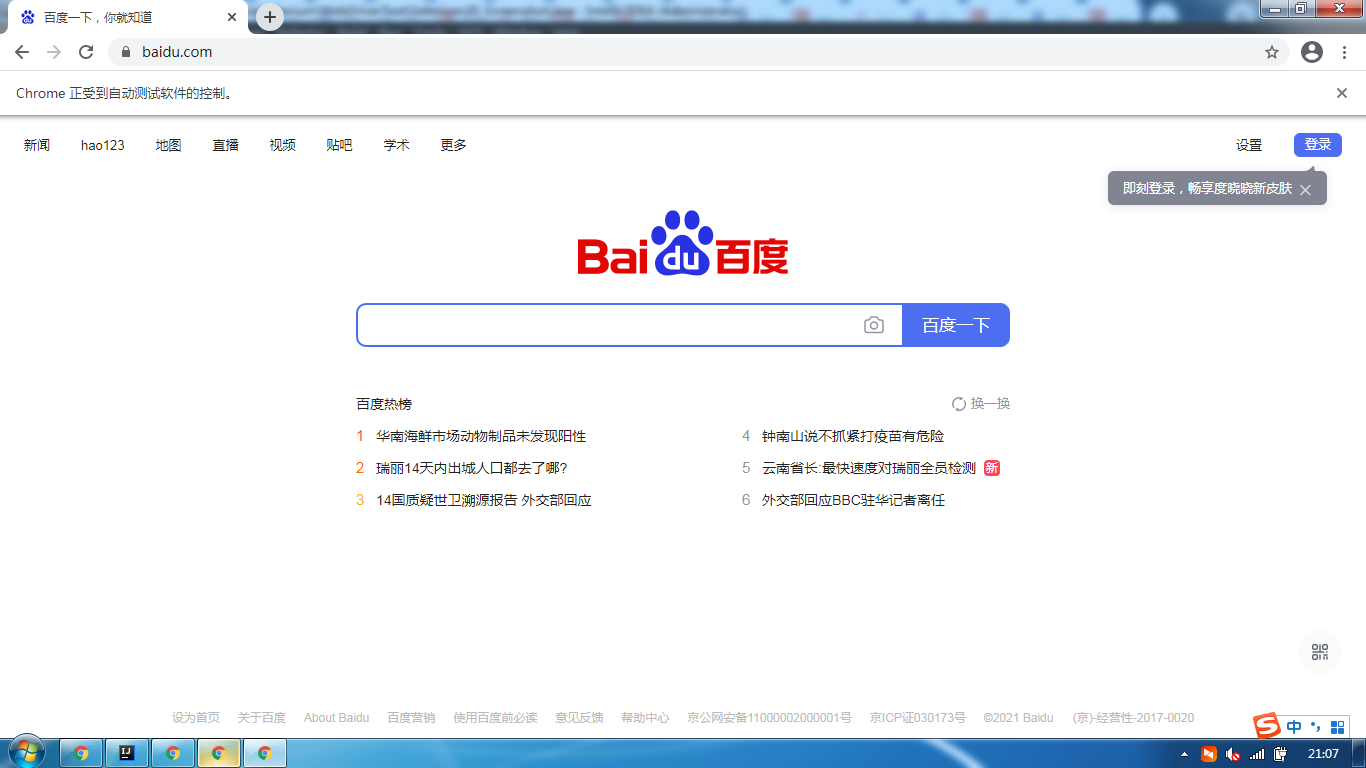 百度一下，你就知道
baidu.com
Chrome 正受到自动测试软件的控制。
新闻 hao123 地图 直播 视频 贴吧 学术 更多 设置 登录
即刻登录，畅享度晓晓新皮肤
Bai du 百度
百度一下
百度热榜 换一换
1 华南海鲜市场动物制品未发现阳性
2 瑞丽14天内出城人口都去了哪?
3 14国质疑世卫溯源报告 外交部回应
4 钟南山说不抓紧打疫苗有危险
5 云南省长:最快速度对瑞丽全员检测 新
6 外交部回应BBC驻华记者离任
设为首页 关于百度 About Baidu 百度营销 使用百度前必读 意见反馈 帮助中心 京公网安备11000002000001号 京ICP证030173号 ©2021 Baidu (京)-经营性-2017-0020
S 中
IJ
21:07